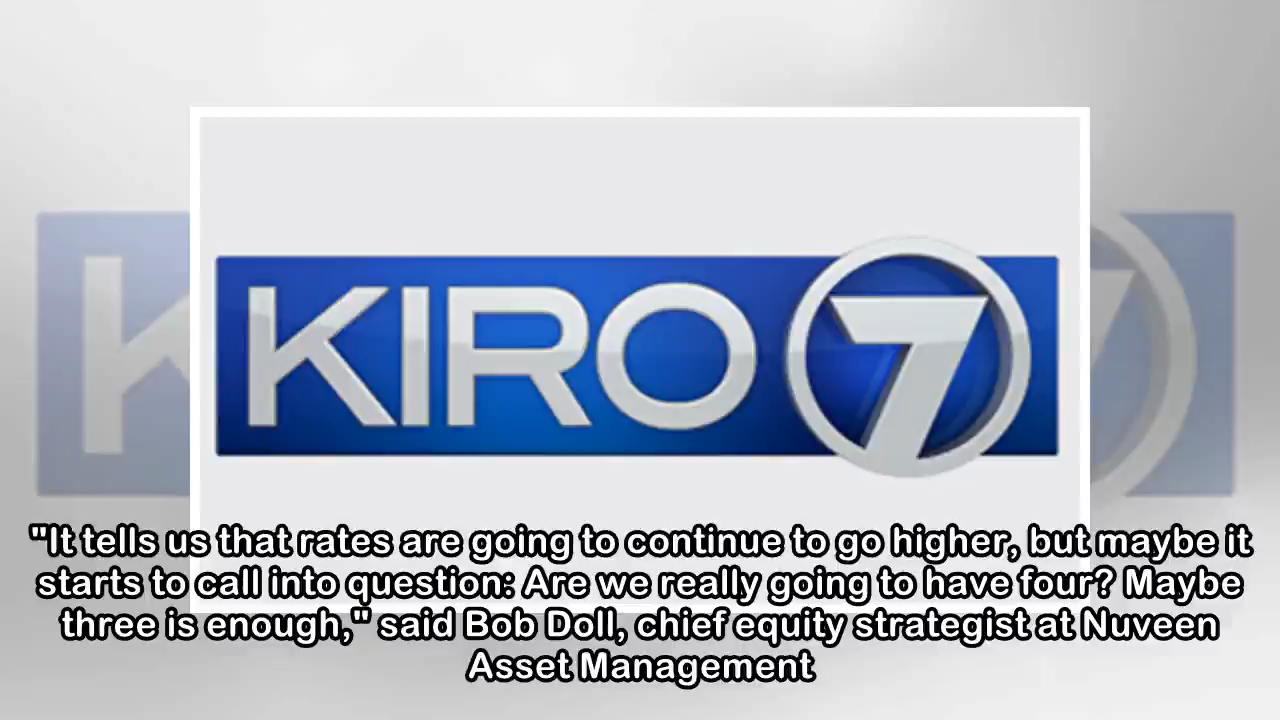 KIRO 7
"It tells us that rates are going to continue to go higher, but maybe it
starts to call into question: Are we really going to have four? Maybe
three is enough," said Bob Doll, chief equity strategist at Nuveen
Asset Management